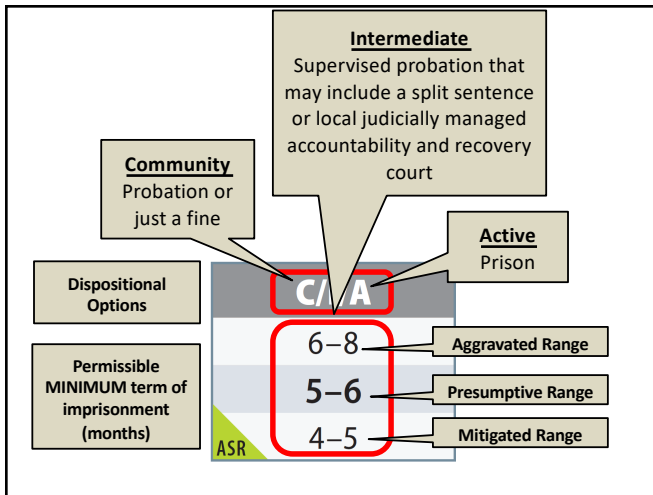 Intermediate
Supervised probation that
may include a split sentence
or local judicially managed
accountability and recovery
court
Community
Probation or
just a fine
Active
Prison
Dispositional
Options
C/ A
6–8
Aggravated Range
Permissible
MINIMUM term of
imprisonment
(months)
5–6
Presumptive Range
ASR
4–5
Mitigated Range